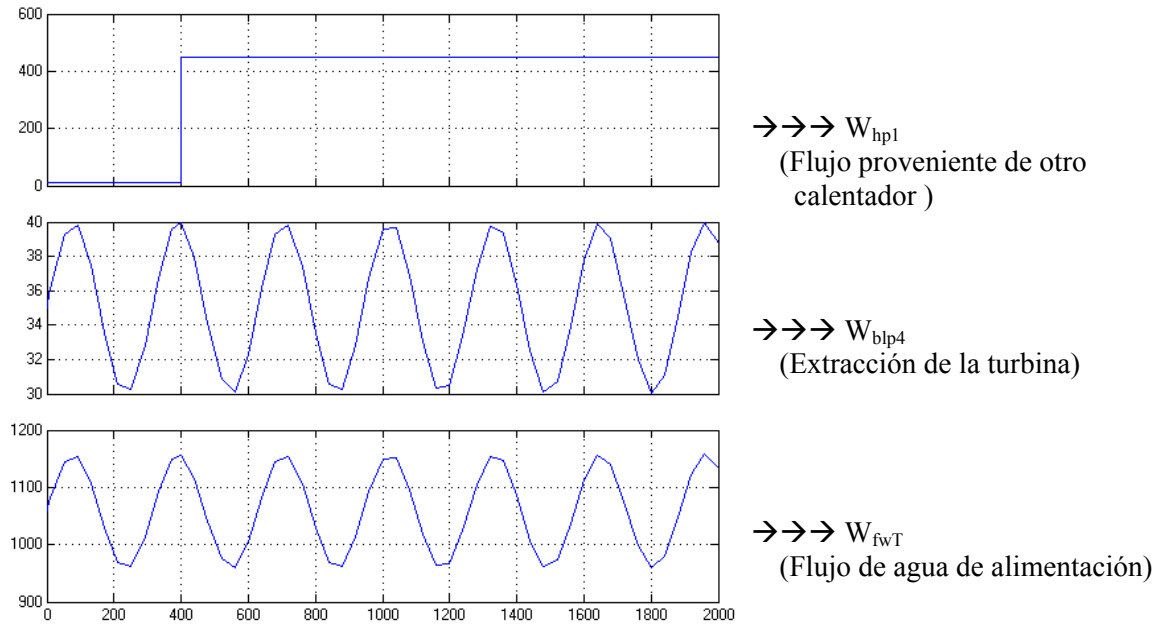 600
400
200
0
→→→ Whp1
(Flujo proveniente de otro
calentador )
40
38
36
34
32
30
→→→ Wblp4
(Extracción de la turbina)
1200
1100
1000
900
0 200 400 600 800 1000 1200 1400 1600 1800 2000
→→→ WfwT
(Flujo de agua de alimentación)